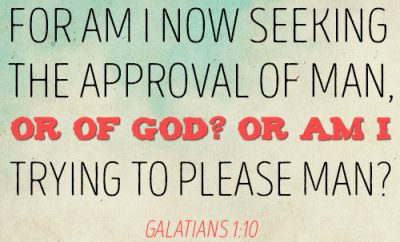 FOR AM I NOW SEEKING
THE APPROVAL OF MAN,
OR OF GOD? OR AM I
TRYING TO PLEASE MAN?
GALATIANS 1:10